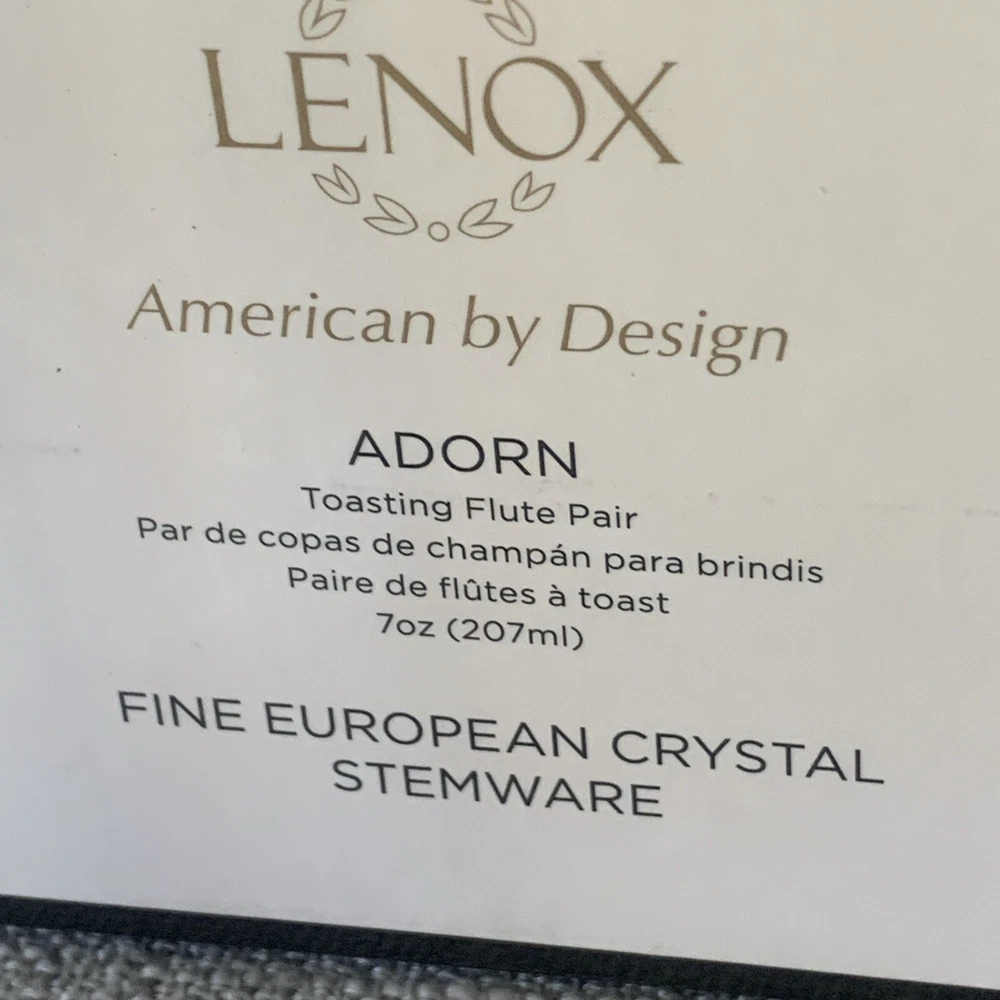 LENOX
American by Design
ADORN
Toasting Flute Pair
Par de copas de champán para brindis
Paire de flûtes à toast
7oz (207ml)
FINE EUROPEAN CRYSTAL
STEMWARE